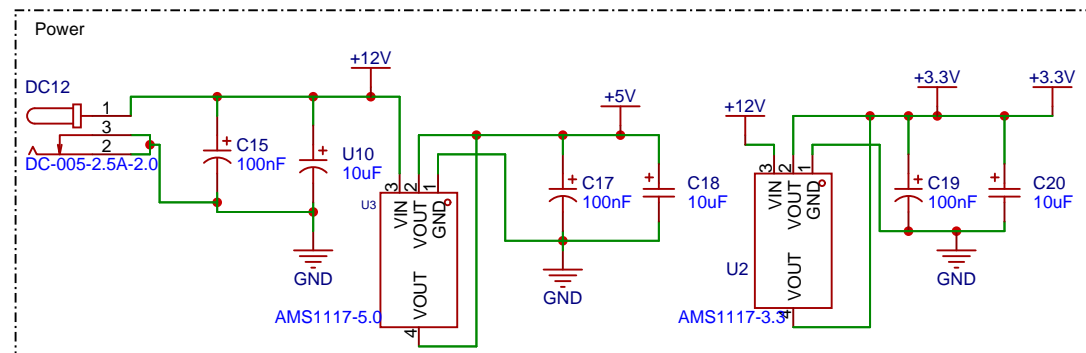 Power
DC12
1
3
2
DC-005-2.5A-2.0
+12V
C15
100nF
U10
10uF
GND
U3
3
2
1
VIN
VOUT
GND
VOUT
4
AMS1117-5.0
+5V
C17
100nF
C18
10uF
GND
+12V
3
2
1
VIN
VOUT
GND
VOUT
4
U2
AMS1117-3.3
+3.3V
+3.3V
C19
100nF
C20
10uF
GND